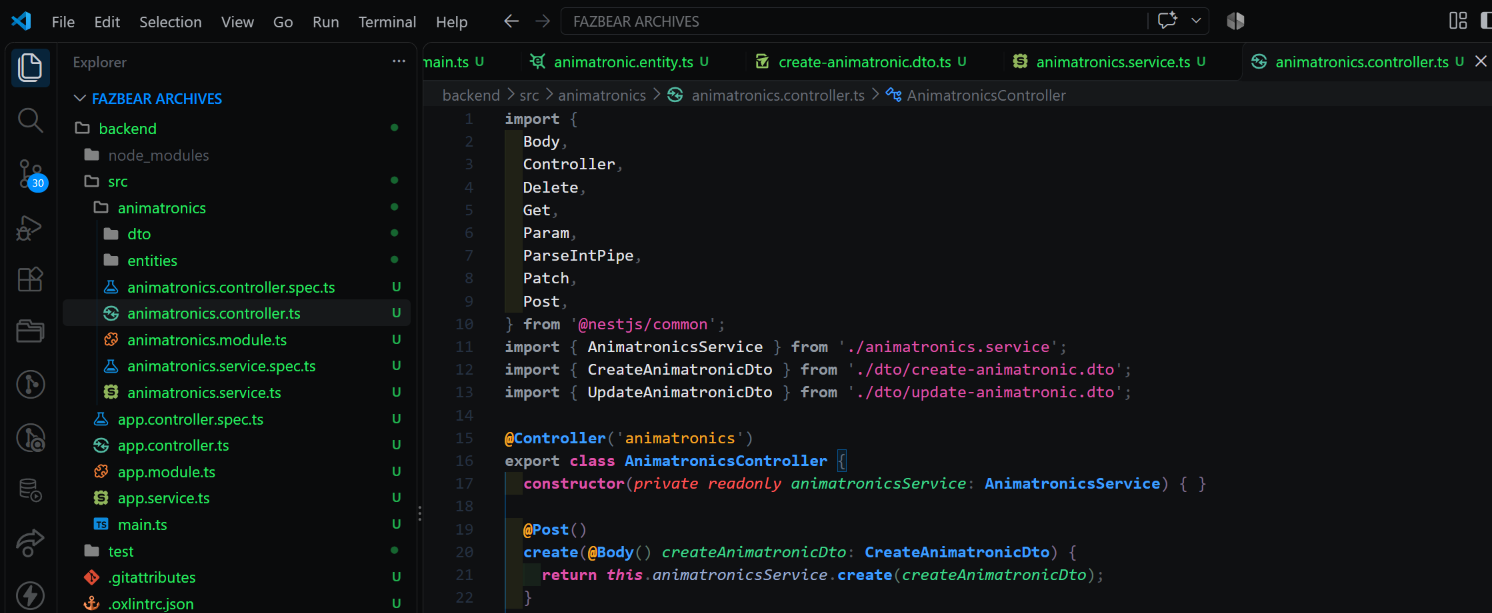 File Edit Selection View Go Run Terminal Help FAZBEAR ARCHIVES
Explorer
FAZBEAR ARCHIVES
backend
node_modules
src
animatronics
dto
entities
animatronics.controller.spec.ts U
animatronics.controller.ts U
animatronics.module.ts U
animatronics.service.spec.ts U
animatronics.service.ts U
app.controller.spec.ts U
app.controller.ts U
app.module.ts U
app.service.ts U
TS main.ts U
test
.gitattributes U
.oxlintrc.json U
30
main.ts U animatronic.entity.ts U create-animatronic.dto.ts U animatronics.service.ts U animatronics.controller.ts U
backend > src > animatronics > animatronics.controller.ts > AnimatronicsController
1 import {
2 Body,
3 Controller,
4 Delete,
5 Get,
6 Param,
7 ParseIntPipe,
8 Patch,
9 Post,
10 } from '@nestjs/common';
11 import { AnimatronicsService } from './animatronics.service';
12 import { CreateAnimatronicDto } from './dto/create-animatronic.dto';
13 import { UpdateAnimatronicDto } from './dto/update-animatronic.dto';
14
15 @Controller('animatronics')
16 export class AnimatronicsController {
17 constructor(private readonly animatronicsService: AnimatronicsService) { }
18
19 @Post()
20 create(@Body() createAnimatronicDto: CreateAnimatronicDto) {
21 return this.animatronicsService.create(createAnimatronicDto);
22 }